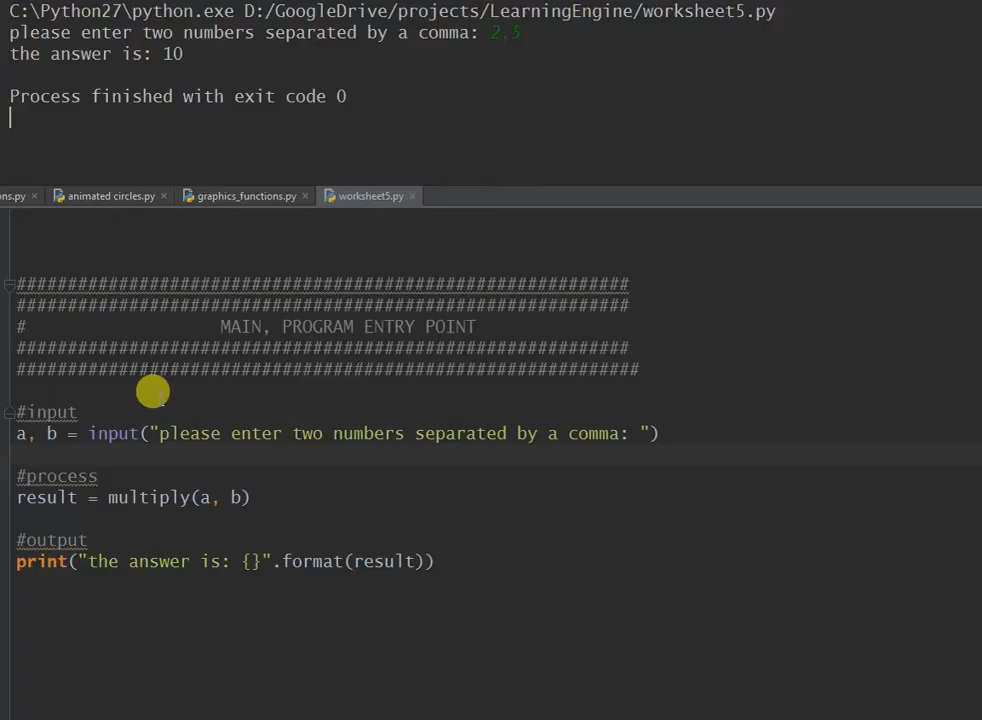 C:\Python27\python.exe D:/GoogleDrive/projects/LearningEngine/worksheet5.py
please enter two numbers separated by a comma: 2,5
the answer is: 10
Process finished with exit code 0
ns.py animated circles.py graphics_functions.py worksheet5.py
############################################################
############################################################
# MAIN, PROGRAM ENTRY POINT
############################################################
#############################################################
#input
a, b = input("please enter two numbers separated by a comma: ")
#process
result = multiply(a, b)
#output
print("the answer is: {}".format(result))